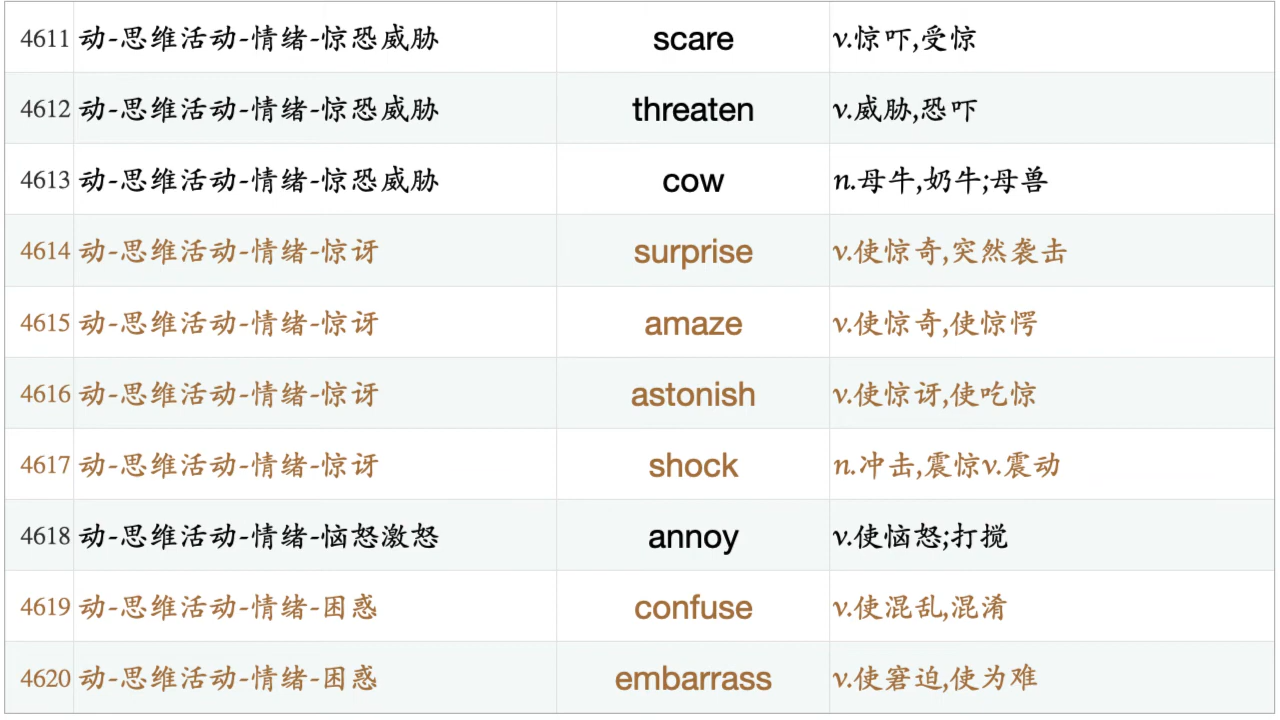 4611 动-思维活动-情绪-惊恐威胁 scare v.惊吓,受惊
4612 动-思维活动-情绪-惊恐威胁 threaten v.威胁,恐吓
4613 动-思维活动-情绪-惊恐威胁 cow n.母牛,奶牛;母兽
4614 动-思维活动-情绪-惊讶 surprise v.使惊奇,突然袭击
4615 动-思维活动-情绪-惊讶 amaze v.使惊奇,使惊愕
4616 动-思维活动-情绪-惊讶 astonish v.使惊讶,使吃惊
4617 动-思维活动-情绪-惊讶 shock n.冲击,震惊v.震动
4618 动-思维活动-情绪-恼怒激怒 annoy v.使恼怒;打搅
4619 动-思维活动-情绪-困惑 confuse v.使混乱,混淆
4620 动-思维活动-情绪-困惑 embarrass v.使窘迫,使为难